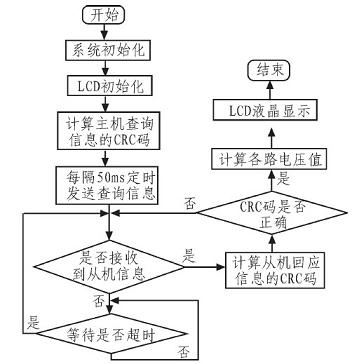 开始
系统初始化
LCD初始化
计算主机查询
信息的CRC码
每隔50ms定时
发送查询信息
是否接收
到从机信息
否
是
等待是否超时
是
否
计算从机回应
信息的CRC码
CRC码是否
正确
否
是
计算各路电压值
LCD液晶显示
结束